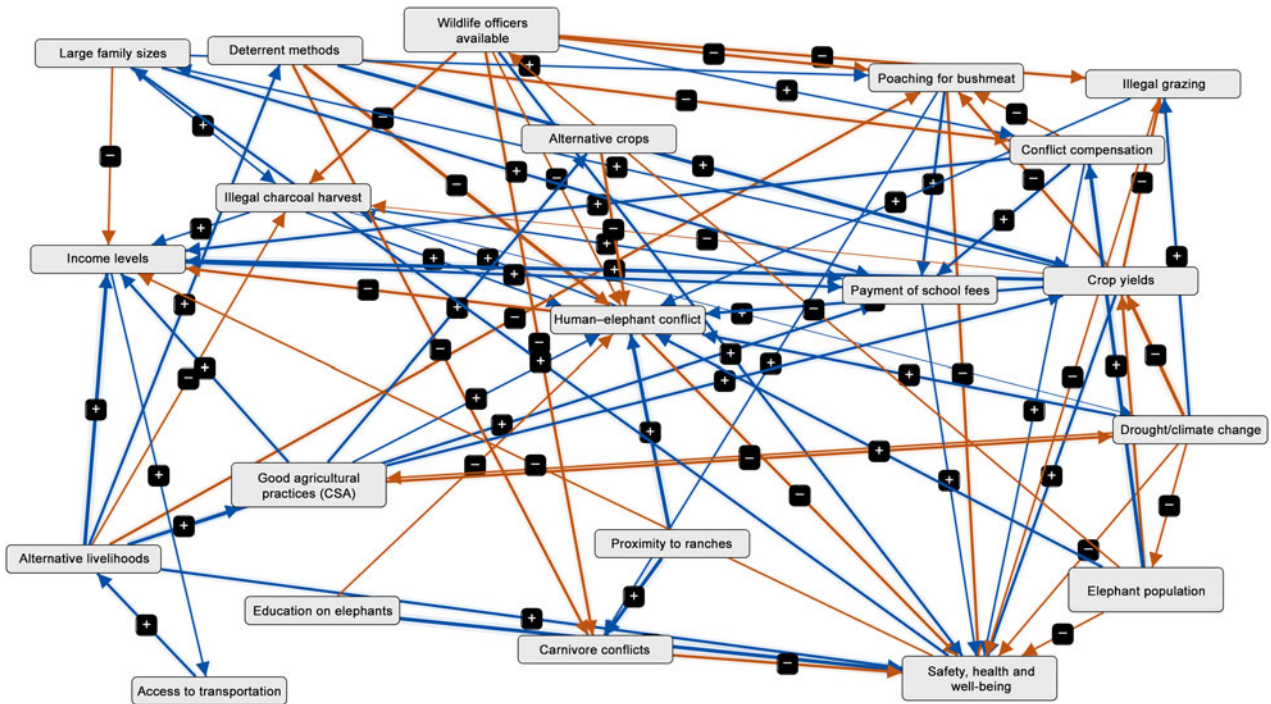 Wildlife officers
available
Large family sizes
Deterrent methods
Poaching for bushmeat
Illegal grazing
Alternative crops
Conflict compensation
Illegal charcoal harvest
Income levels
Crop yields
Payment of school fees
Human–elephant conflict
Drought/climate change
Good agricultural
practices (CSA)
Proximity to ranches
Alternative livelihoods
Elephant population
Education on elephants
Carnivore conflicts
Safety, health and
well-being
Access to transportation